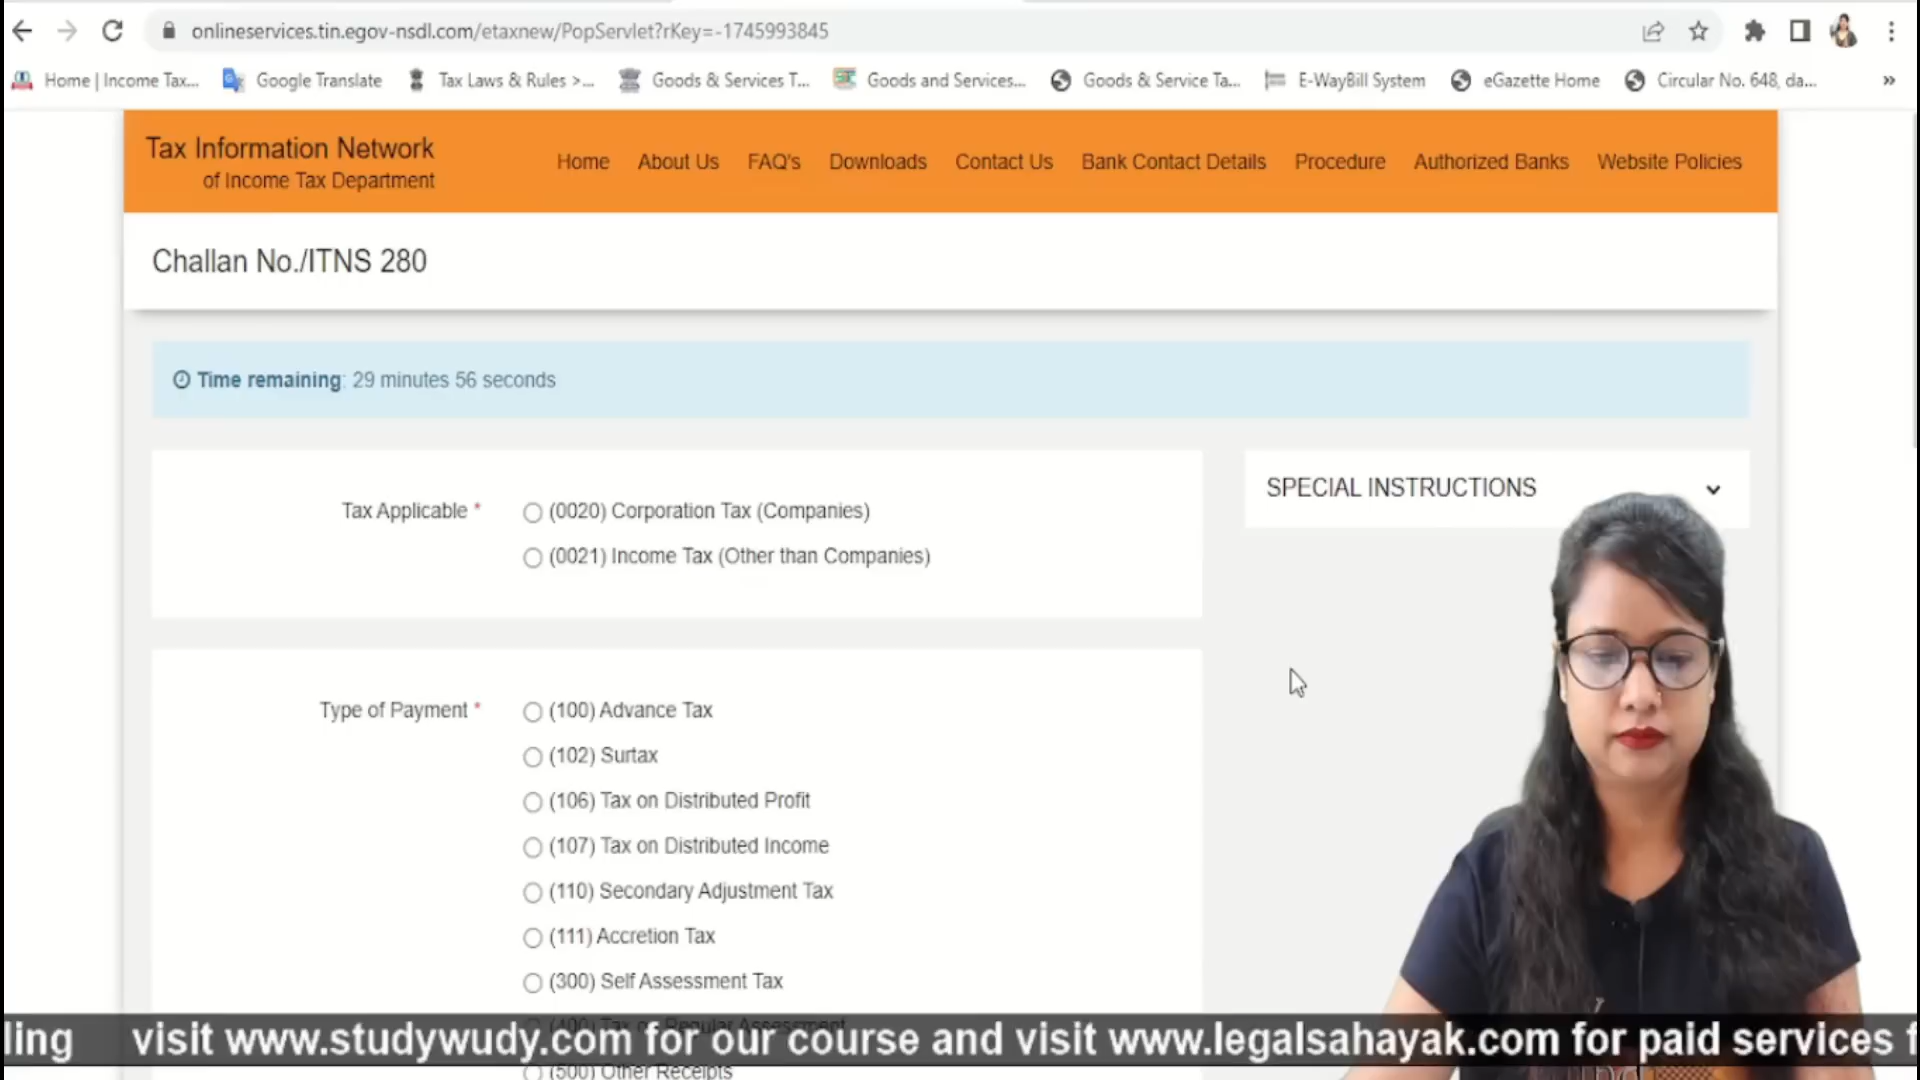 onlineservices.tin.egov-nsdl.com/etaxnew/PopServlet?rKey=-1745993845
Home | Income Tax... Google Translate Tax Laws & Rules >... Goods & Services T... Goods and Services... Goods & Service Ta... E-WayBill System eGazette Home Circular No. 648, da... »
Tax Information Network
of Income Tax Department
Home About Us FAQ's Downloads Contact Us Bank Contact Details Procedure Authorized Banks Website Policies
Challan No./ITNS 280
Time remaining: 29 minutes 56 seconds
Tax Applicable * (0020) Corporation Tax (Companies)
(0021) Income Tax (Other than Companies)
SPECIAL INSTRUCTIONS
Type of Payment * (100) Advance Tax
(102) Surtax
(106) Tax on Distributed Profit
(107) Tax on Distributed Income
(110) Secondary Adjustment Tax
(111) Accretion Tax
(300) Self Assessment Tax
(400) Tax on Regular Assessment
ling visit www.studywudy.com for our course and visit www.legalsahayak.com for paid services f
(500) Other Receipts